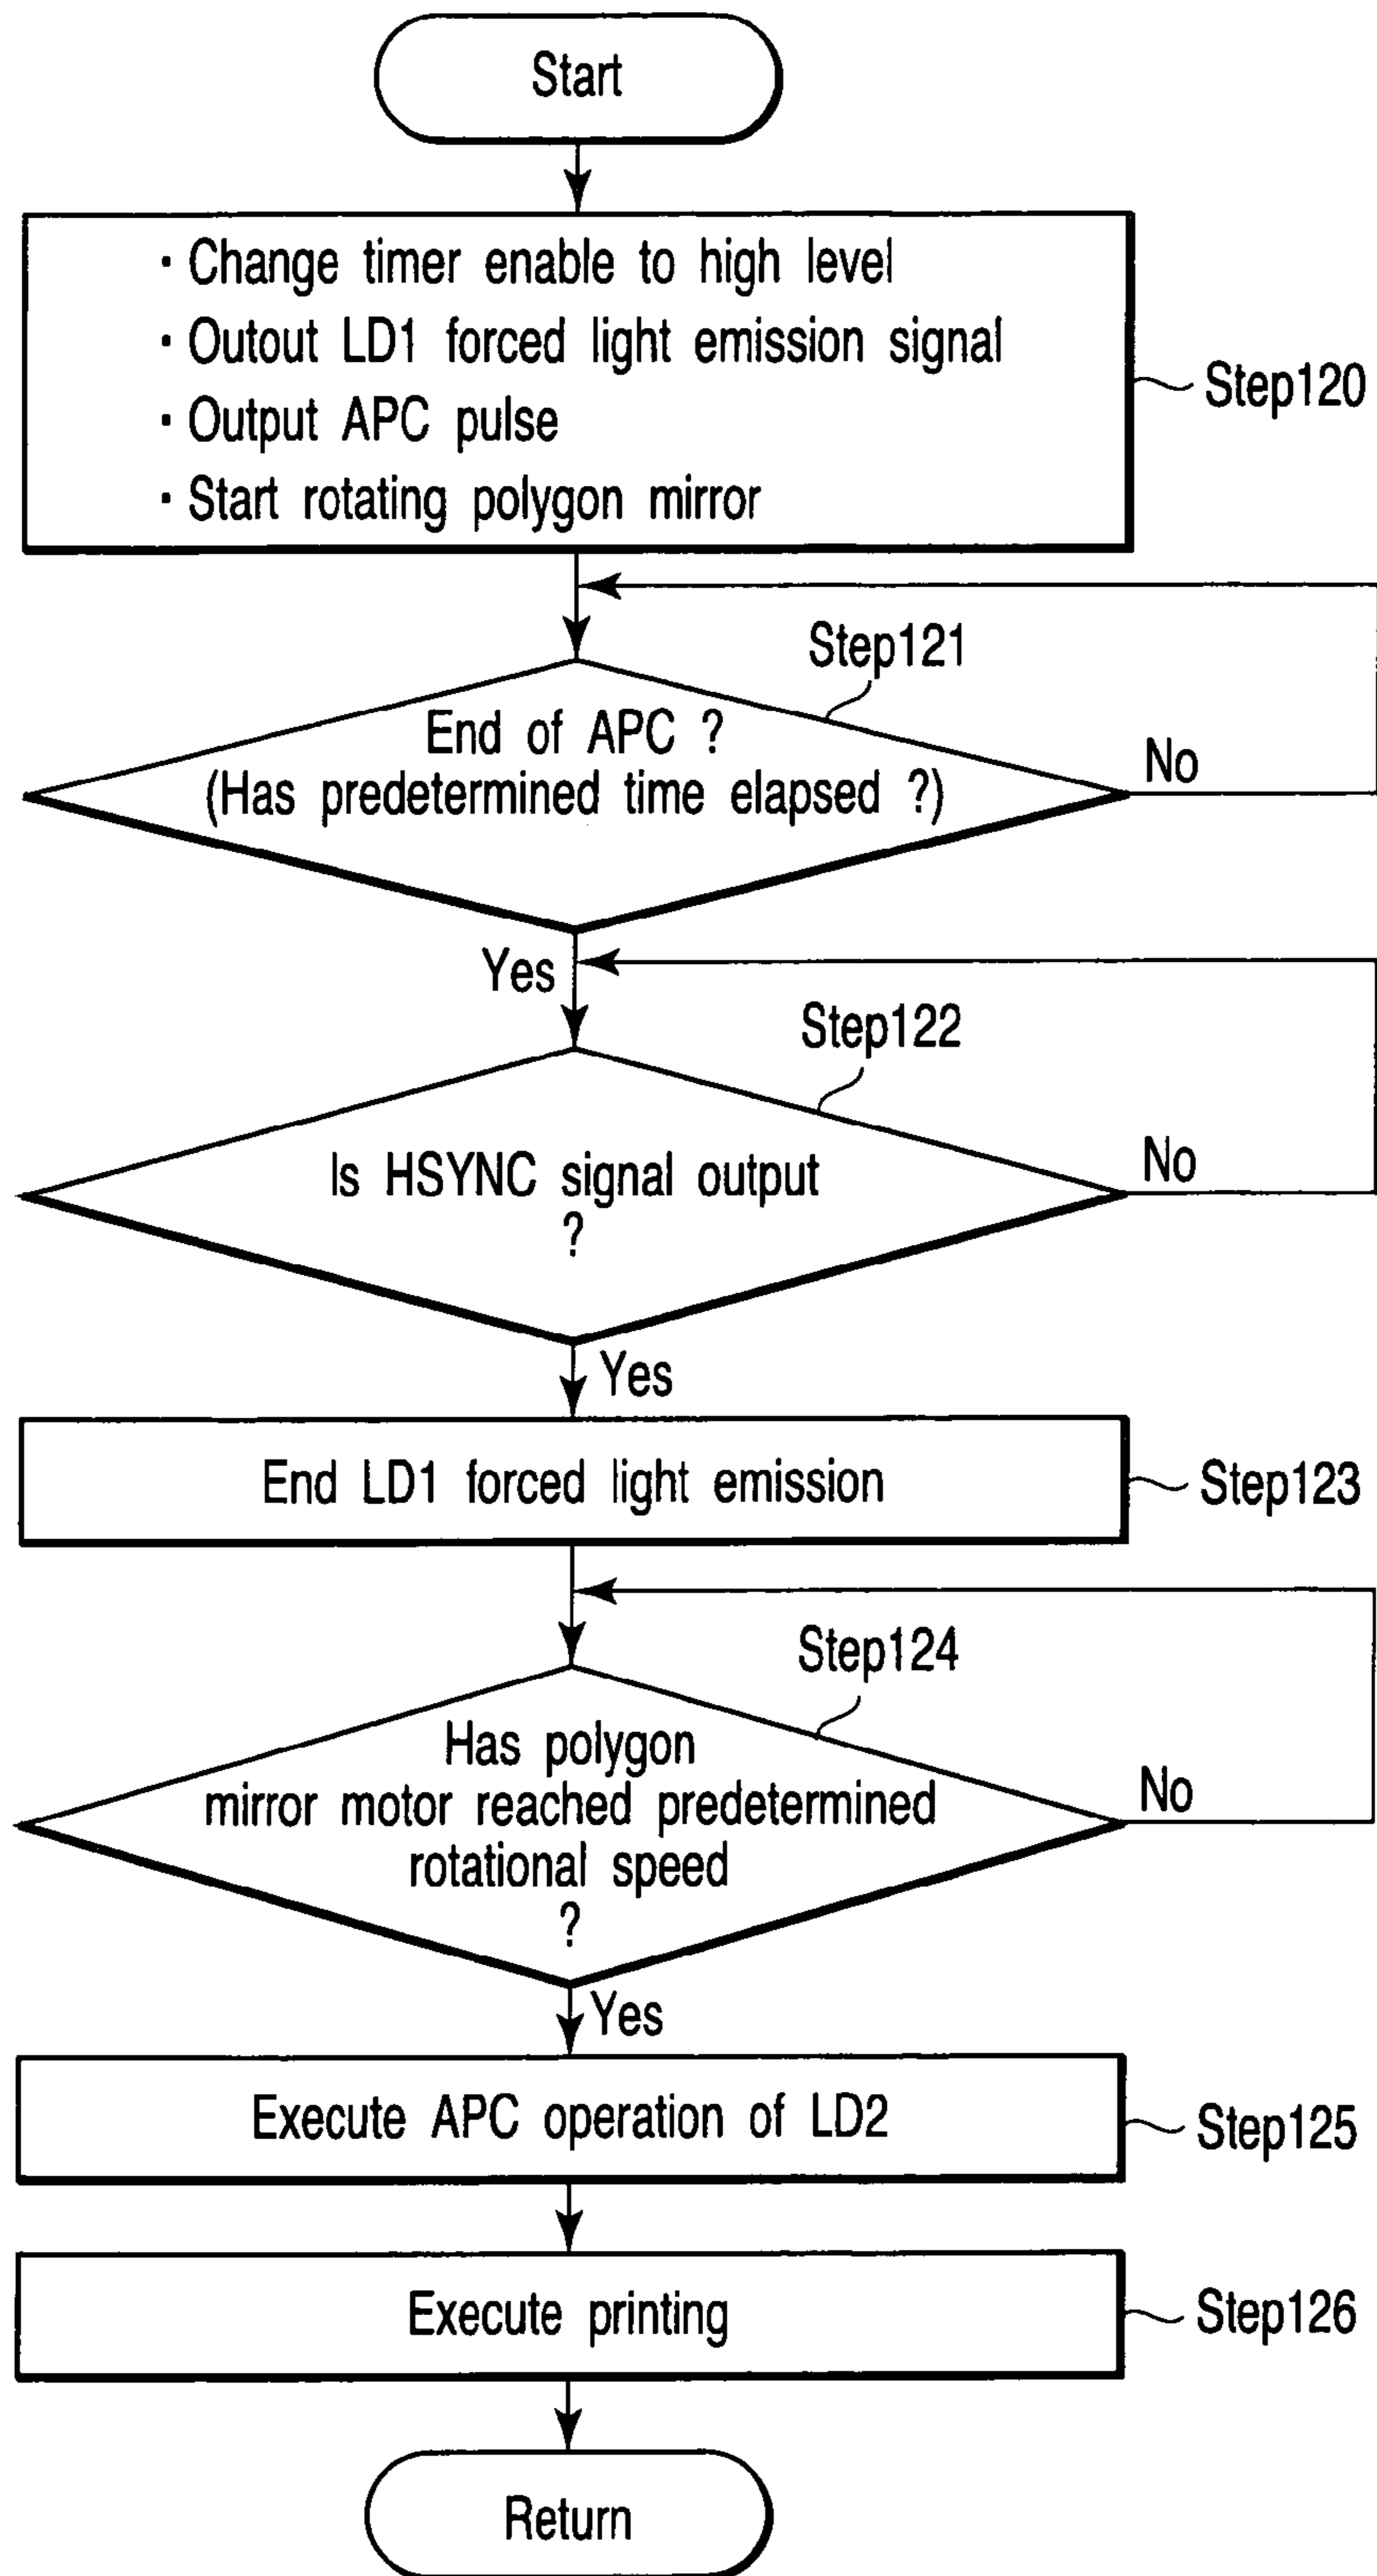 Start
· Change timer enable to high level
· Outout LD1 forced light emission signal
· Output APC pulse
· Start rotating polygon mirror
Step120
Step121
End of APC ?
(Has predetermined time elapsed ?)
No
Yes
Step122
Is HSYNC signal output
?
No
Yes
End LD1 forced light emission
Step123
Step124
Has polygon
mirror motor reached predetermined
rotational speed
?
No
Yes
Execute APC operation of LD2
Step125
Execute printing
Step126
Return